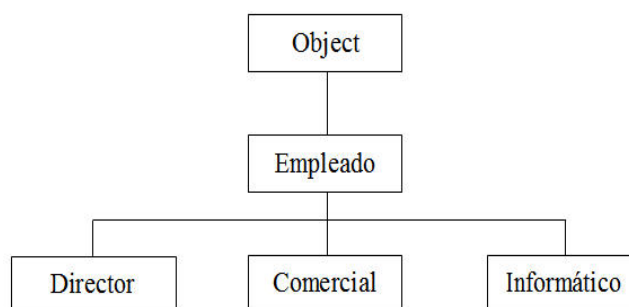 Object
Empleado
Director
Comercial
Informático